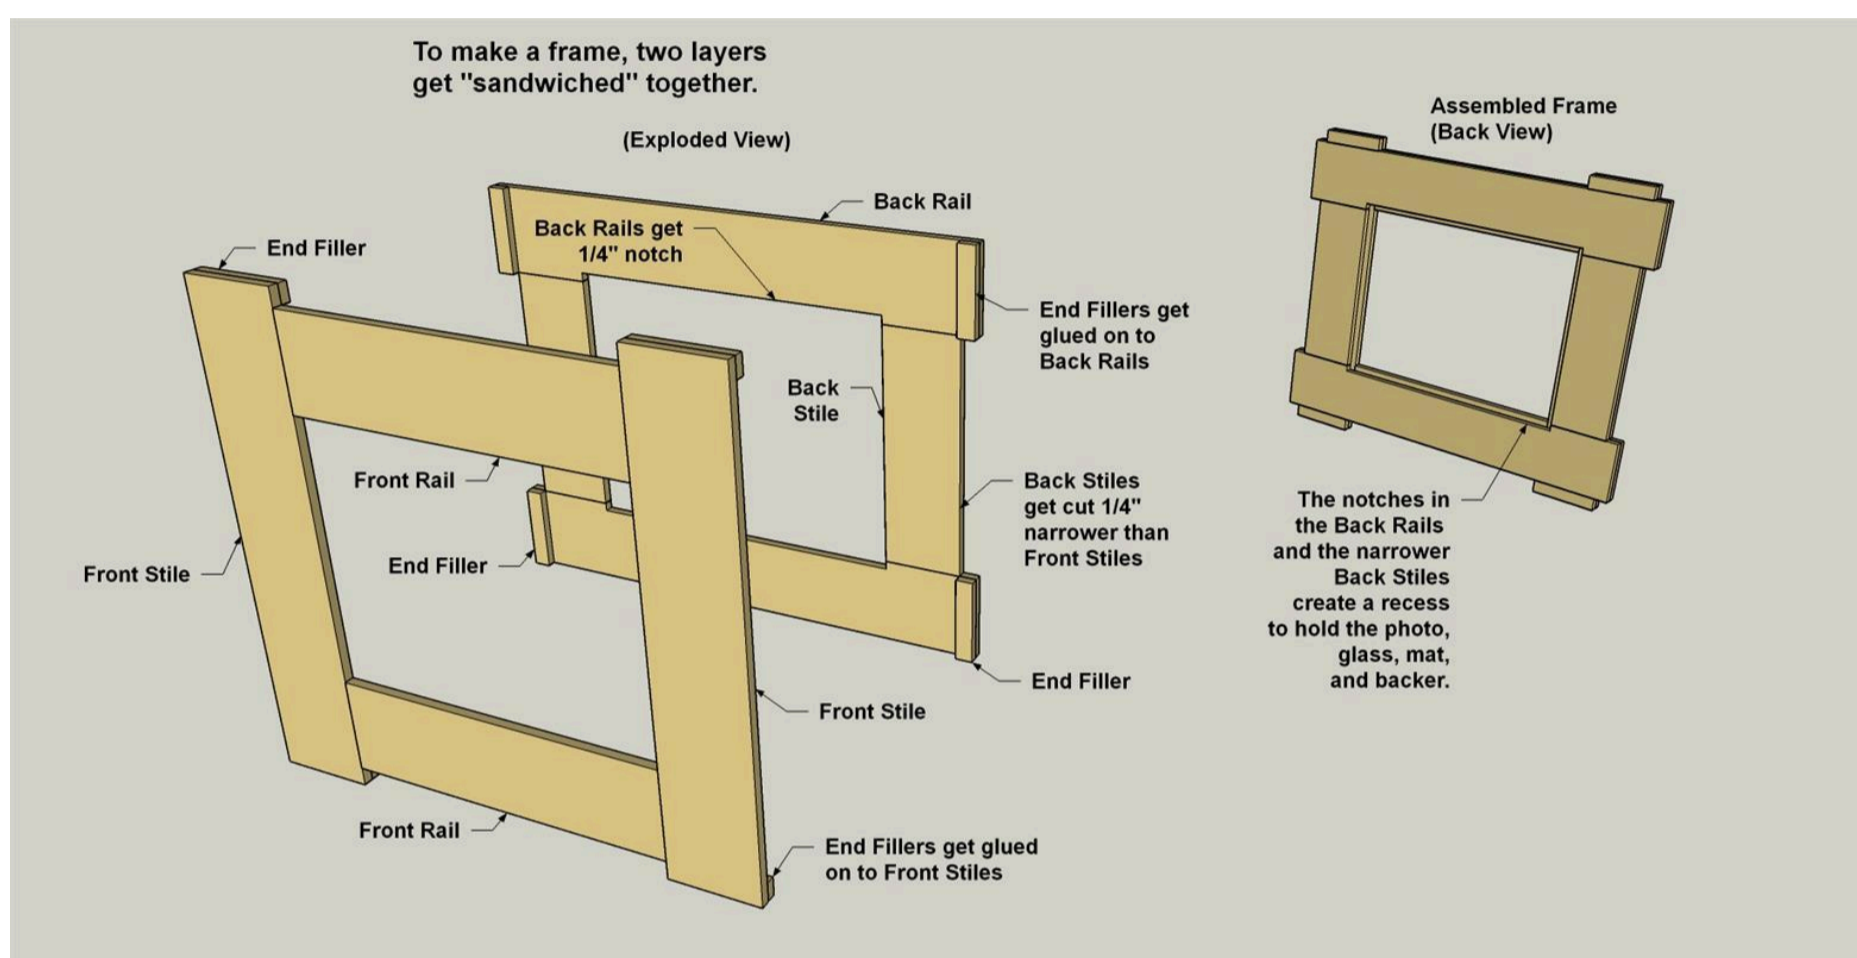 To make a frame, two layers
get "sandwiched" together.
(Exploded View)
Assembled Frame
(Back View)
Back Rail
Back Rails get
1/4" notch
End Filler
End Fillers get
glued on to
Back Rails
Back
Stile
Front Rail
Back Stiles
get cut 1/4"
narrower than
Front Stiles
The notches in
the Back Rails
and the narrower
Back Stiles
create a recess
to hold the photo,
glass, mat,
and backer.
End Filler
Front Stile
End Filler
Front Stile
Front Rail
End Fillers get glued
on to Front Stiles